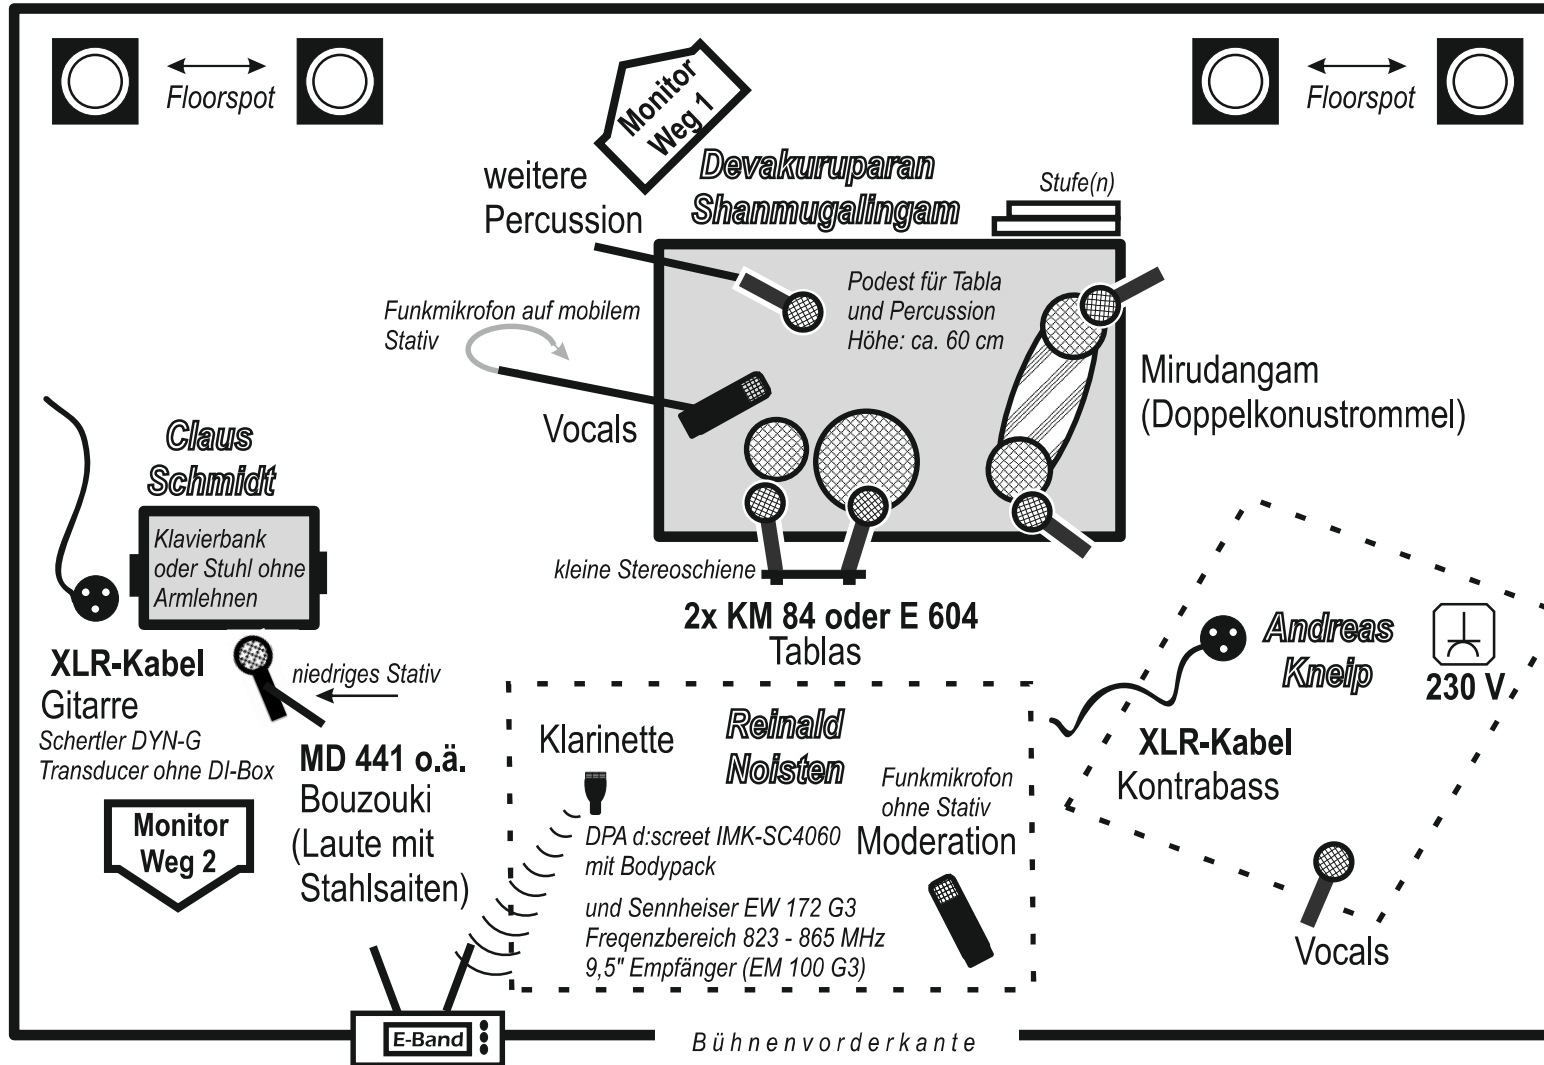 Floorspot
Floorspot
Monitor
Weg 1
weitere
Percussion
Devakuruparan
Shanmugalingam
Stufe(n)
Podest für Tabla
und Percussion
Höhe: ca. 60 cm
Funkmikrofon auf mobilem
Stativ
Vocals
Mirudangam
(Doppelkonustrommel)
Claus
Schmidt
Klavierbank
oder Stuhl ohne
Armlehnen
kleine Stereoschiene
2x KM 84 oder E 604
Tablas
XLR-Kabel
Gitarre
Schertler DYN-G
Transducer ohne DI-Box
niedriges Stativ
MD 441 o.ä.
Bouzouki
(Laute mit
Stahlsaiten)
Monitor
Weg 2
Klarinette
Reinald
Noisten
Funkmikrofon
ohne Stativ
Moderation
DPA d:screet IMK-SC4060
mit Bodypack
und Sennheiser EW 172 G3
Freqenzbereich 823 - 865 MHz
9,5" Empfänger (EM 100 G3)
Andreas
Kneip
230 V
XLR-Kabel
Kontrabass
Vocals
E-Band
Bühnenvorderkante